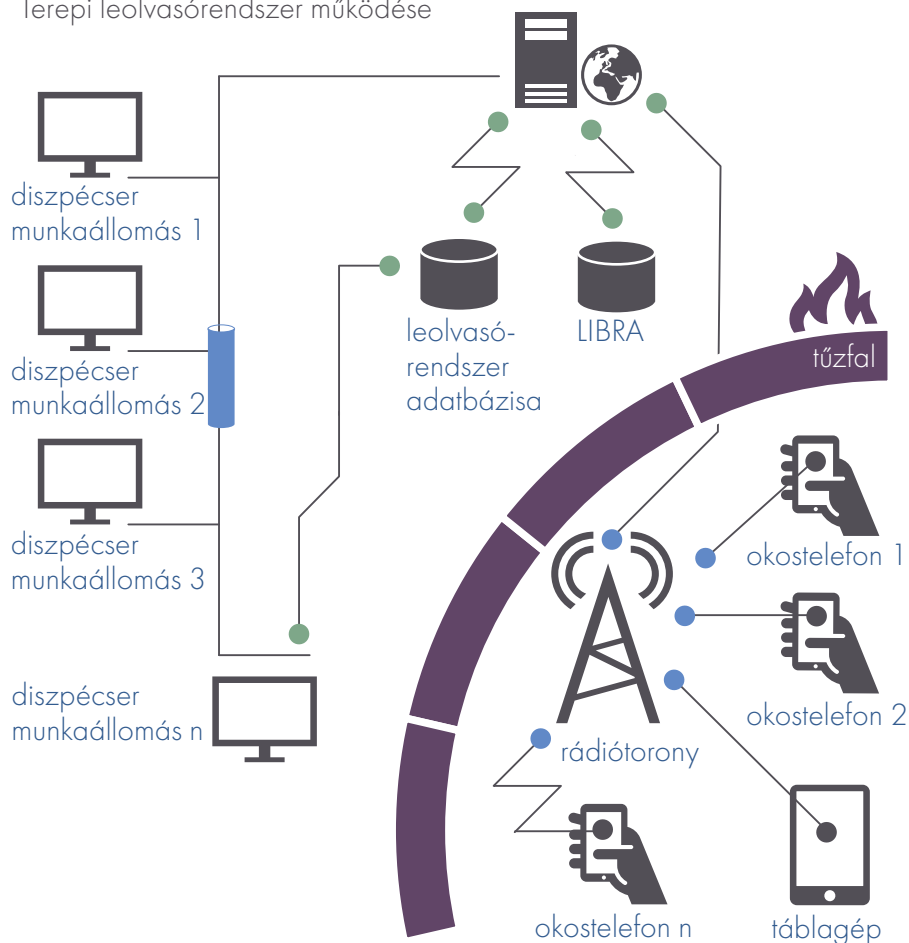 Terepi leolvasórendszer működése
diszpécser
munkaállomás 1
diszpécser
munkaállomás 2
diszpécser
munkaállomás 3
diszpécser
munkaállomás n
leolvasó-
rendszer
adatbázisa
LIBRA
tűzfal
okostelefon 1
okostelefon 2
rádiótorony
okostelefon n
táblagép